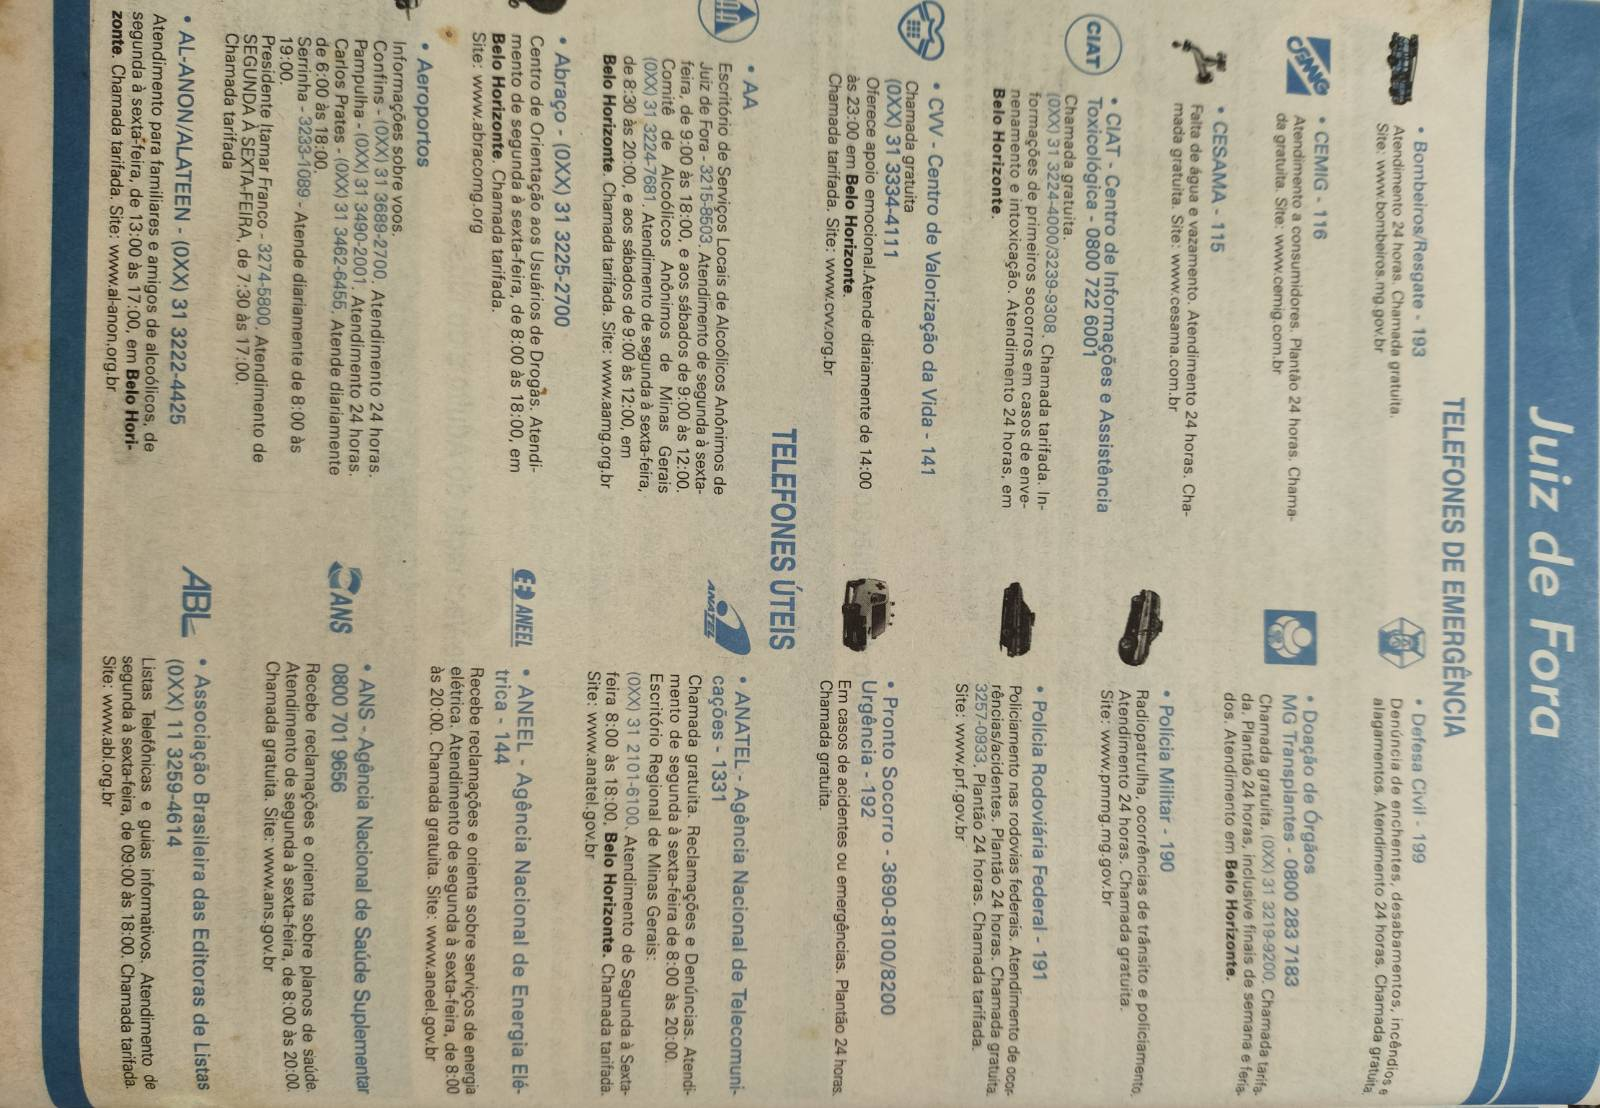 Juiz de Fora
TELEFONES DE EMERGÊNCIA
• Bombeiros/Resgate - 193
Atendimento 24 horas. Chamada gratuita.
Site: www.bombeiros.mg.gov.br
CEMIG
• CEMIG - 116
Atendimento a consumidores. Plantão 24 horas. Chama-
da gratuita. Site: www.cemig.com.br
• CESAMA - 115
Falta de água e vazamento. Atendimento 24 horas. Cha-
mada gratuita. Site: www.cesama.com.br
CIAT
• CIAT - Centro de Informações e Assistência
Toxicológica - 0800 722 6001
Chamada gratuita.
(0XX) 31 3224-4000/3239-9308. Chamada tarifada. In-
formações de primeiros socorros em casos de enve-
nenamento e intoxicação. Atendimento 24 horas, em
Belo Horizonte.
• CVV - Centro de Valorização da Vida - 141
Chamada gratuita
(0XX) 31 3334-4111
Oferece apoio emocional.Atende diariamente de 14:00
às 23:00 em Belo Horizonte.
Chamada tarifada. Site: www.cvv.org.br
• Defesa Civil - 199
Denúncia de enchentes, desabamentos, incêndios e
alagamentos. Atendimento 24 horas. Chamada gratuita.
• Doação de Órgãos
MG Transplantes - 0800 283 7183
Chamada gratuita. (0XX) 31 3219-9200. Chamada tarifa-
da. Plantão 24 horas, inclusive finais de semana e feria-
dos. Atendimento em Belo Horizonte.
• Polícia Militar - 190
Radiopatrulha, ocorrências de trânsito e policiamento.
Atendimento 24 horas. Chamada gratuita.
Site: www.pmmg.mg.gov.br
• Polícia Rodoviária Federal - 191
Policiamento nas rodovias federais. Atendimento de ocor-
rências/acidentes. Plantão 24 horas. Chamada gratuita.
3257-0933. Plantão 24 horas. Chamada tarifada.
Site: www.prf.gov.br
• Pronto Socorro - 3690-8100/8200
Urgência - 192
Em casos de acidentes ou emergências. Plantão 24 horas.
Chamada gratuita.
TELEFONES ÚTEIS
• AA
Escritório de Serviços Locais de Alcoólicos Anônimos de
Juiz de Fora - 3215-8503. Atendimento de segunda à sexta-
feira, de 9:00 às 18:00, e aos sábados de 9:00 às 12:00.
Comitê de Alcoólicos Anônimos de Minas Gerais
(0XX) 31 3224-7681. Atendimento de segunda à sexta-feira,
de 8:30 às 20:00, e aos sábados de 9:00 às 12:00, em
Belo Horizonte. Chamada tarifada. Site: www.aamg.org.br
• Abraço - (0XX) 31 3225-2700
Centro de Orientação aos Usuários de Drogas. Atendi-
mento de segunda à sexta-feira, de 8:00 às 18:00, em
Belo Horizonte. Chamada tarifada.
Site: www.abracomg.org
• Aeroportos
Informações sobre voos.
Confins - (0XX) 31 3689-2700. Atendimento 24 horas.
Pampulha - (0XX) 31 3490-2001. Atendimento 24 horas.
Carlos Prates - (0XX) 31 3462-6455. Atende diariamente
de 6:00 às 18:00.
Serrinha - 3233-1089 - Atende diariamente de 8:00 às
19:00.
Presidente Itamar Franco - 3274-5800. Atendimento de
SEGUNDA À SEXTA-FEIRA, de 7:30 às 17:00.
Chamada tarifada
• AL-ANON/ALATEEN - (0XX) 31 3222-4425
Atendimento para familiares e amigos de alcoólicos, de
segunda à sexta-feira, de 13:00 às 17:00, em Belo Hori-
zonte. Chamada tarifada. Site: www.al-anon.org.br
ANATEL
• ANATEL - Agência Nacional de Telecomuni-
cações - 1331
Chamada gratuita. Reclamações e Denúncias. Atendi-
mento de segunda à sexta-feira de 8:00 às 20:00.
Escritório Regional de Minas Gerais:
(0XX) 31 2101-6100. Atendimento de Segunda à Sexta-
feira 8:00 às 18:00, Belo Horizonte. Chamada tarifada.
Site: www.anatel.gov.br
ANEEL
• ANEEL - Agência Nacional de Energia Elé-
trica - 144
Recebe reclamações e orienta sobre serviços de energia
elétrica. Atendimento de segunda à sexta-feira, de 8:00
às 20:00. Chamada gratuita. Site: www.aneel.gov.br
ANS
• ANS - Agência Nacional de Saúde Suplementar
0800 701 9656
Recebe reclamações e orienta sobre planos de saúde.
Atendimento de segunda à sexta-feira, de 8:00 às 20:00.
Chamada gratuita. Site: www.ans.gov.br
ABL
• Associação Brasileira das Editoras de Listas
(0XX) 11 3259-4614
Listas Telefônicas e guias informativos. Atendimento de
segunda à sexta-feira, de 09:00 às 18:00. Chamada tarifada.
Site: www.abl.org.br